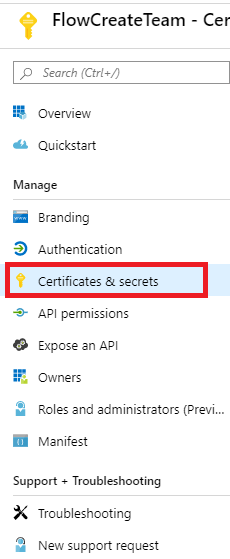 FlowCreateTeam - Cer
Search (Ctrl+/)
Overview
Quickstart
Manage
Branding
Authentication
Certificates & secrets
API permissions
Expose an API
Owners
Roles and administrators (Previ...
Manifest
Support + Troubleshooting
Troubleshooting
New support request